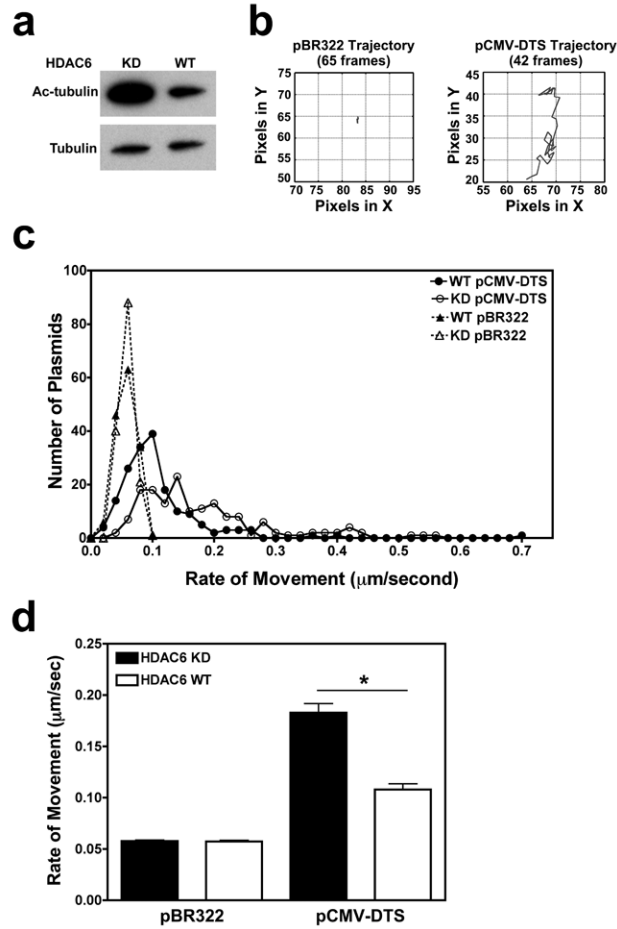 a
HDAC6 KD WT
Ac-tubulin
Tubulin
b
pBR322 Trajectory
(65 frames)
Pixels in Y
75
70
65
60
55
50
70 75 80 85 90 95
Pixels in X
pCMV-DTS Trajectory
(42 frames)
Pixels in Y
45
40
35
30
25
20
55 60 65 70 75 80
Pixels in X
c
Number of Plasmids
100
80
60
40
20
0
0.0 0.1 0.2 0.3 0.4 0.5 0.6 0.7
Rate of Movement (μm/second)
WT pCMV-DTS
KD pCMV-DTS
WT pBR322
KD pBR322
d
Rate of Movement (μm/sec)
0.25
0.20
0.15
0.10
0.05
0.00
HDAC6 KD
HDAC6 WT
*
pBR322 pCMV-DTS